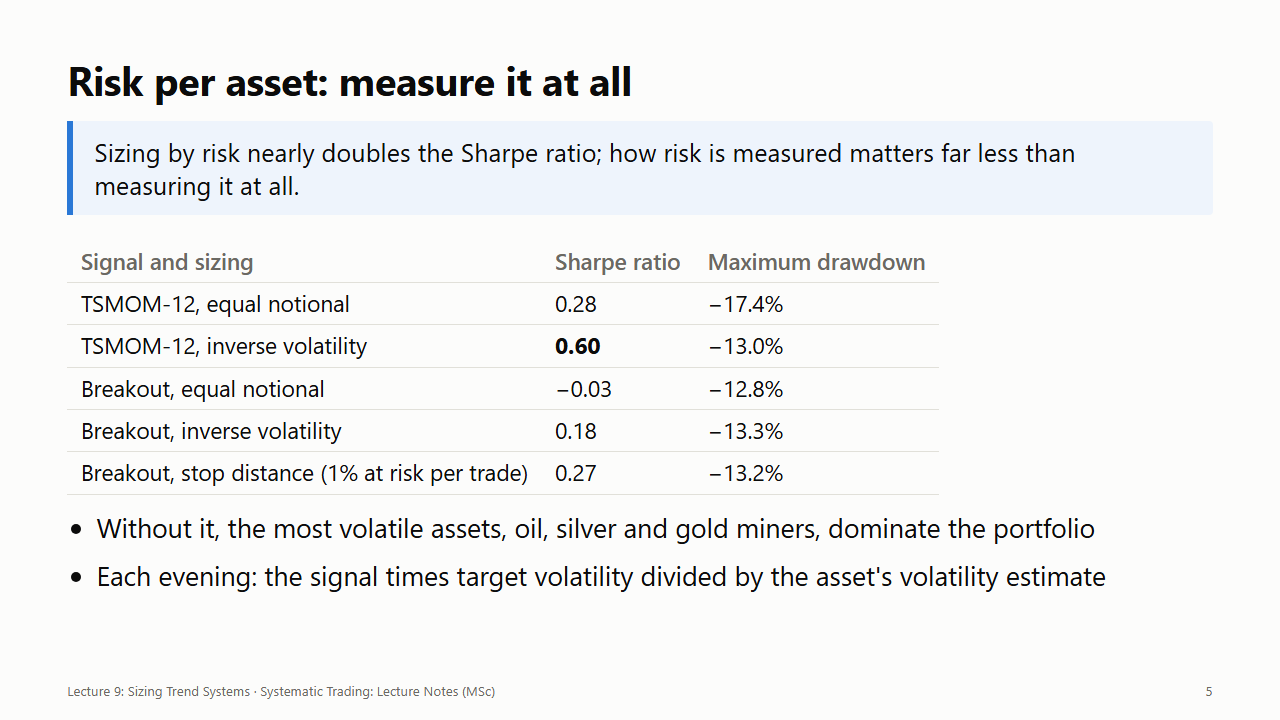 Risk per asset: measure it at all
Sizing by risk nearly doubles the Sharpe ratio; how risk is measured matters far less than
measuring it at all.
Signal and sizing Sharpe ratio Maximum drawdown
TSMOM-12, equal notional 0.28 −17.4%
TSMOM-12, inverse volatility 0.60 −13.0%
Breakout, equal notional −0.03 −12.8%
Breakout, inverse volatility 0.18 −13.3%
Breakout, stop distance (1% at risk per trade) 0.27 −13.2%
• Without it, the most volatile assets, oil, silver and gold miners, dominate the portfolio
• Each evening: the signal times target volatility divided by the asset's volatility estimate
Lecture 9: Sizing Trend Systems · Systematic Trading: Lecture Notes (MSc) 5